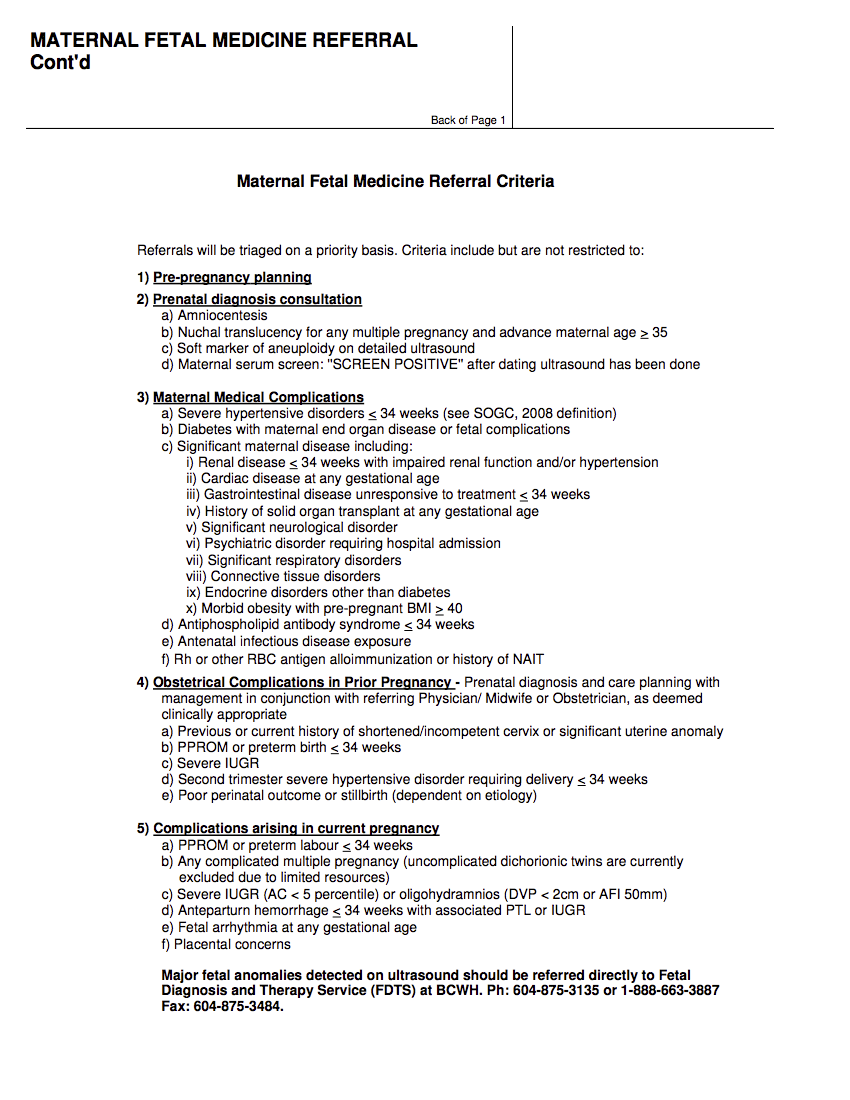 MATERNAL FETAL MEDICINE REFERRAL
Cont'd
Back of Page 1
Maternal Fetal Medicine Referral Criteria
Referrals will be triaged on a priority basis. Criteria include but are not restricted to:
1) Pre-pregnancy planning
2) Prenatal diagnosis consultation
a) Amniocentesis
b) Nuchal translucency for any multiple pregnancy and advance maternal age ≥ 35
c) Soft marker of aneuploidy on detailed ultrasound
d) Maternal serum screen: "SCREEN POSITIVE" after dating ultrasound has been done
3) Maternal Medical Complications
a) Severe hypertensive disorders ≤ 34 weeks (see SOGC, 2008 definition)
b) Diabetes with maternal end organ disease or fetal complications
c) Significant maternal disease including:
i) Renal disease ≤ 34 weeks with impaired renal function and/or hypertension
ii) Cardiac disease at any gestational age
iii) Gastrointestinal disease unresponsive to treatment ≤ 34 weeks
iv) History of solid organ transplant at any gestational age
v) Significant neurological disorder
vi) Psychiatric disorder requiring hospital admission
vii) Significant respiratory disorders
viii) Connective tissue disorders
ix) Endocrine disorders other than diabetes
x) Morbid obesity with pre-pregnant BMI ≥ 40
d) Antiphospholipid antibody syndrome ≤ 34 weeks
e) Antenatal infectious disease exposure
f) Rh or other RBC antigen alloimmunization or history of NAIT
4) Obstetrical Complications in Prior Pregnancy - Prenatal diagnosis and care planning with
management in conjunction with referring Physician/ Midwife or Obstetrician, as deemed
clinically appropriate
a) Previous or current history of shortened/incompetent cervix or significant uterine anomaly
b) PPROM or preterm birth ≤ 34 weeks
c) Severe IUGR
d) Second trimester severe hypertensive disorder requiring delivery ≤ 34 weeks
e) Poor perinatal outcome or stillbirth (dependent on etiology)
5) Complications arising in current pregnancy
a) PPROM or preterm labour ≤ 34 weeks
b) Any complicated multiple pregnancy (uncomplicated dichorionic twins are currently
excluded due to limited resources)
c) Severe IUGR (AC < 5 percentile) or oligohydramnios (DVP < 2cm or AFI 50mm)
d) Anteparturn hemorrhage ≤ 34 weeks with associated PTL or IUGR
e) Fetal arrhythmia at any gestational age
f) Placental concerns
Major fetal anomalies detected on ultrasound should be referred directly to Fetal
Diagnosis and Therapy Service (FDTS) at BCWH. Ph: 604-875-3135 or 1-888-663-3887
Fax: 604-875-3484.